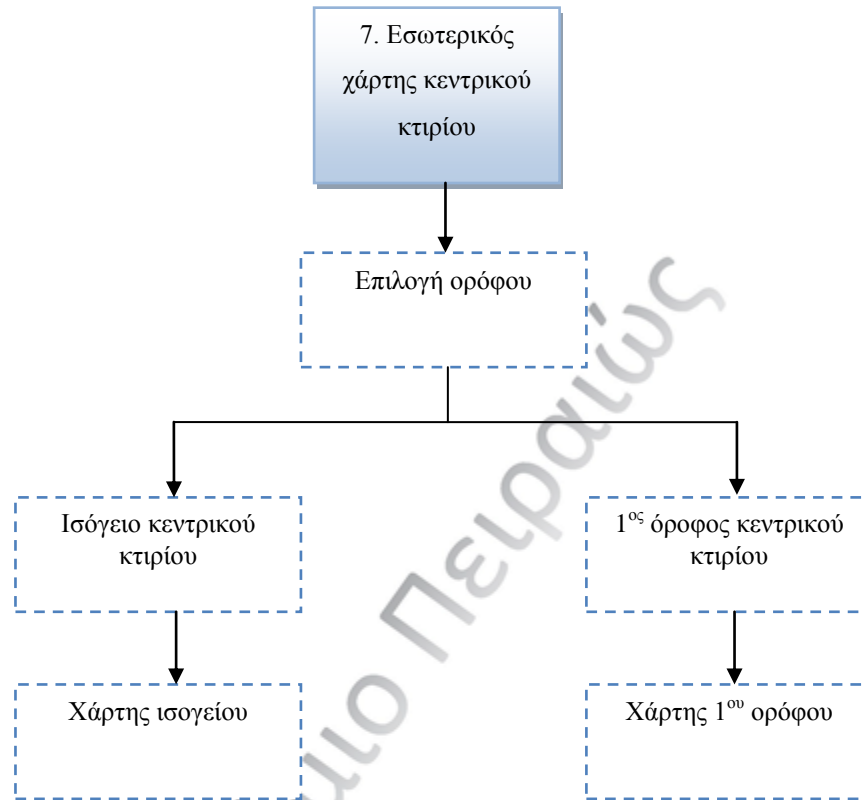 7. Εσωτερικός
χάρτης κεντρικού
κτιρίου
Επιλογή ορόφου
Ισόγειο κεντρικού
κτιρίου
1ος όροφος κεντρικού
κτιρίου
Χάρτης ισογείου
Χάρτης 1ου ορόφου
Πειραιώς